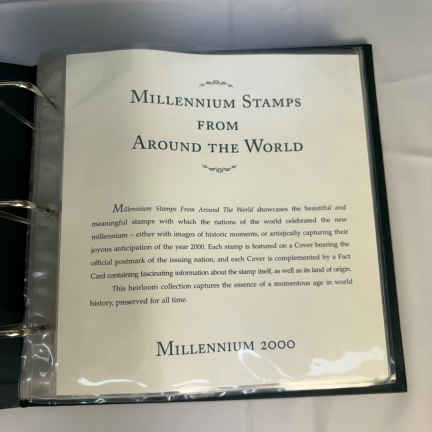 MILLENNIUM STAMPS
FROM
AROUND THE WORLD
Millennium Stamps From Around The World showcases the beautiful and
meaningful stamps with which the nations of the world celebrated the new
millennium – either with images of historic moments, or artistically capturing their
joyous anticipation of the year 2000. Each stamp is featured on a Cover bearing the
official postmark of the issuing nation, and each Cover is complemented by a Fact
Card containing fascinating information about the stamp itself, as well as its land of origin.
This heirloom collection captures the essence of a momentous age in world
history, preserved for all time.
MILLENNIUM 2000